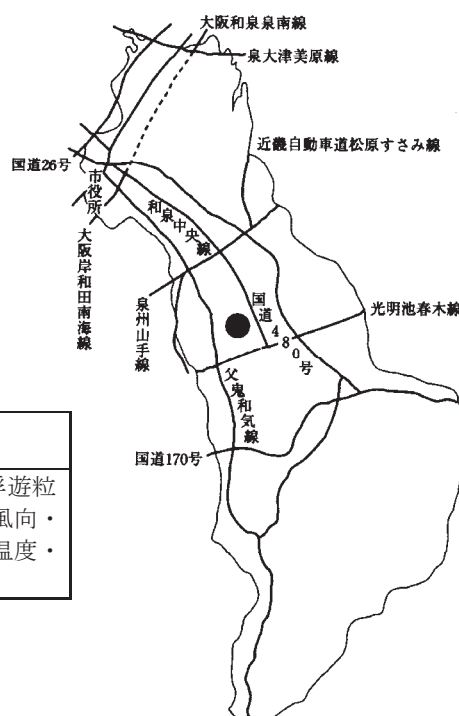 大阪和泉泉南線
泉大津美原線
近畿自動車道松原すさみ線
国道26号
市役所
和泉中央線
大阪岸和田南海線
泉州山手線
国道480号
光明池春木線
父鬼和気線
国道170号
浮遊粒
風向・
温度・